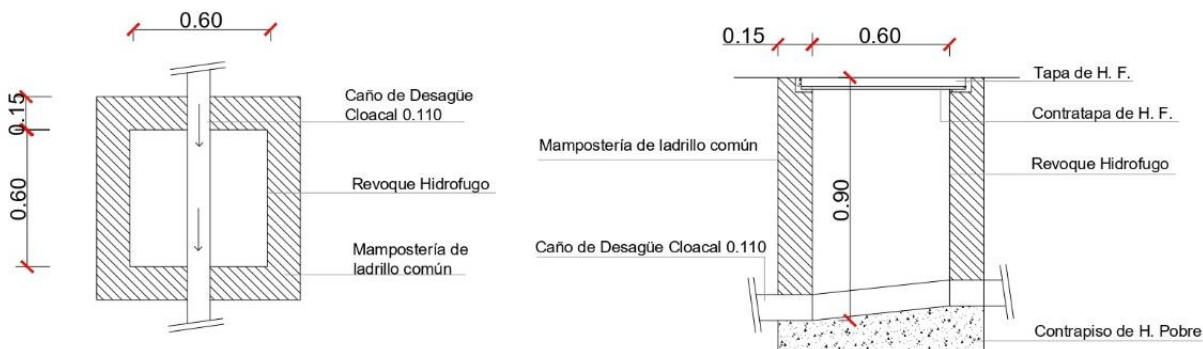 0.60
0.15
0.60
Caño de Desagüe
Cloacal 0.110
Revoque Hidrofugo
Mampostería de
ladrillo común
0.15
0.60
0.90
Tapa de H. F.
Contratapa de H. F.
Mampostería de ladrillo común
Revoque Hidrofugo
Caño de Desagüe Cloacal 0.110
Contrapiso de H. Pobre